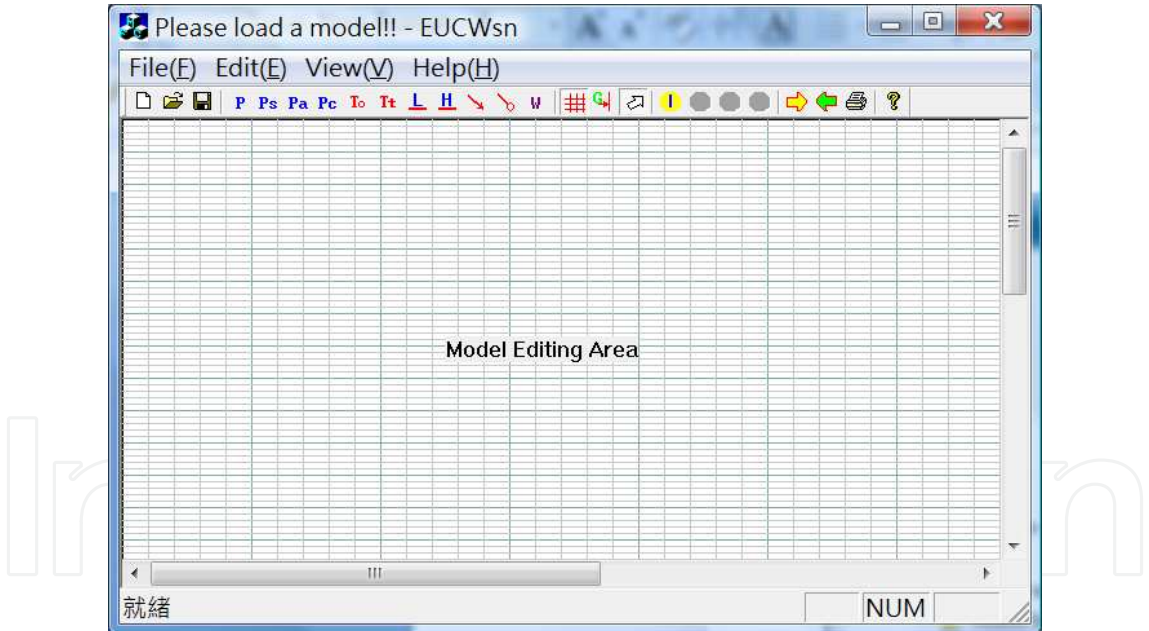 Please load a model!! - EUCWsn
File(F) Edit(E) View(V) Help(H)
P Ps Pa Pc To Tt L H W G I ?
Model Editing Area
就緒 NUM